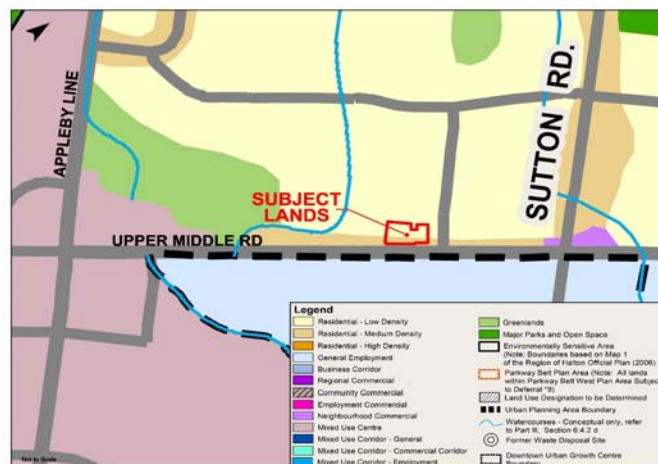 APPLEBY LINE
SUTTON RD.
SUBJECT
LANDS
UPPER MIDDLE RD
Legend
Residential - Low Density
Residential - Medium Density
Residential - High Density
General Employment
Business Corridor
Regional Commercial
Community Commercial
Employment Commercial
Neighbourhood Commercial
Mixed Use Centre
Mixed Use Corridor - General
Mixed Use Corridor - Commercial Corridor
Mixed Use Corridor - Employment
Greenlands
Major Parks and Open Space
Environmentally Sensitive Area
(Note: Boundaries based on Map 1
of the Region of Halton Official Plan (2006)
Parkway Belt Plan Area (Note: All lands
within Parkway Belt West Plan Area Subject
to Deferral "9)
Land Use Designation to be Determined
Urban Planning Area Boundary
Watercourses - Conceptual only, refer
to Part III, Section 6.4.2 d
Former Waste Disposal Site
Downtown Urban Growth Centre
Not to Scale